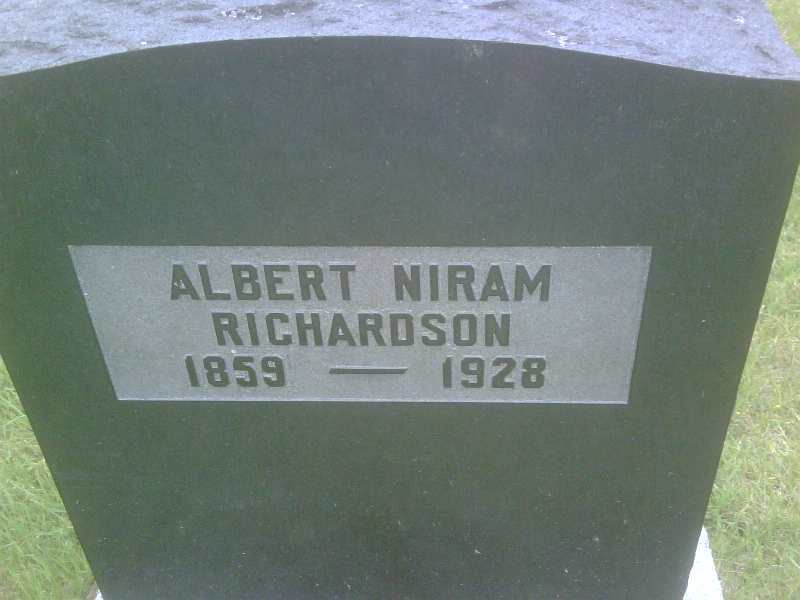 ALBERT NIRAM
RICHARDSON
1859 — 1928